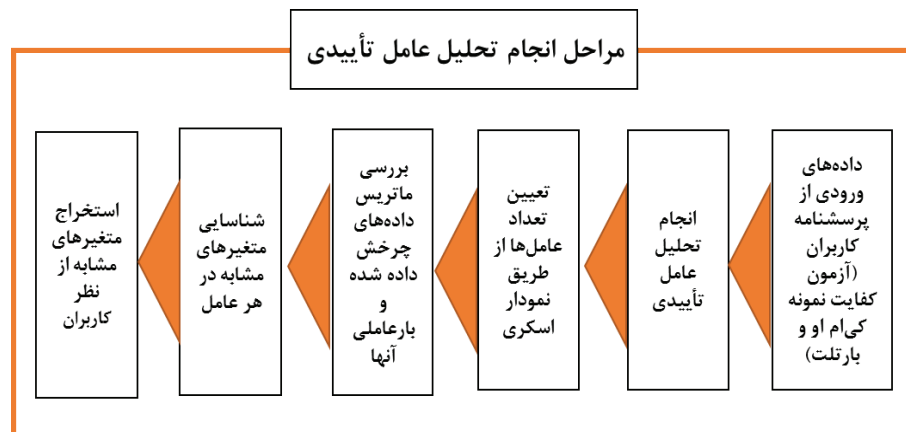 مراحل انجام تحلیل عامل تأییدی
داده‌های
ورودی از
پرسشنامه
کاربران
(آزمون
کفایت نمونه
کی‌ام او و
بارتلت)
انجام
تحلیل
عامل
تأییدی
تعیین
تعداد
عامل‌ها از
طریق
نمودار
اسکری
بررسی
ماتریس
داده‌های
چرخش
داده شده
و
بارعاملی
آنها
شناسایی
متغیرهای
مشابه در
هر عامل
استخراج
متغیرهای
مشابه از
نظر
کاربران